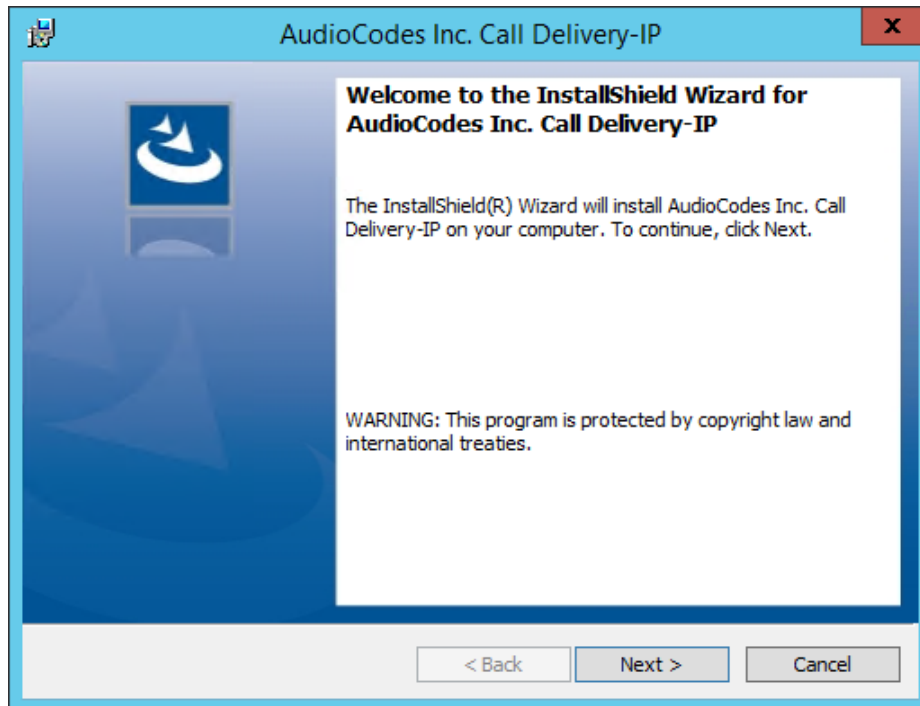 AudioCodes Inc. Call Delivery-IP
x
Welcome to the InstallShield Wizard for
AudioCodes Inc. Call Delivery-IP
The InstallShield(R) Wizard will install AudioCodes Inc. Call
Delivery-IP on your computer. To continue, click Next.
WARNING: This program is protected by copyright law and
international treaties.
< Back
Next >
Cancel